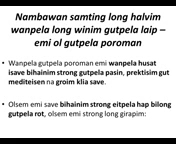 Nambawan samting long halvim
wanpela long winim gutpela laip –
emi ol gutpela poroman
• Wanpela gutpela poroman emi wanpela husat
isave bihainim strong gutpela pasin, prektisim gut
mediteisen na groim klia save.
• Olsem emi save bihainim strong eitpela hap bilong
gutpela rot, olsem emi strong long girapim: